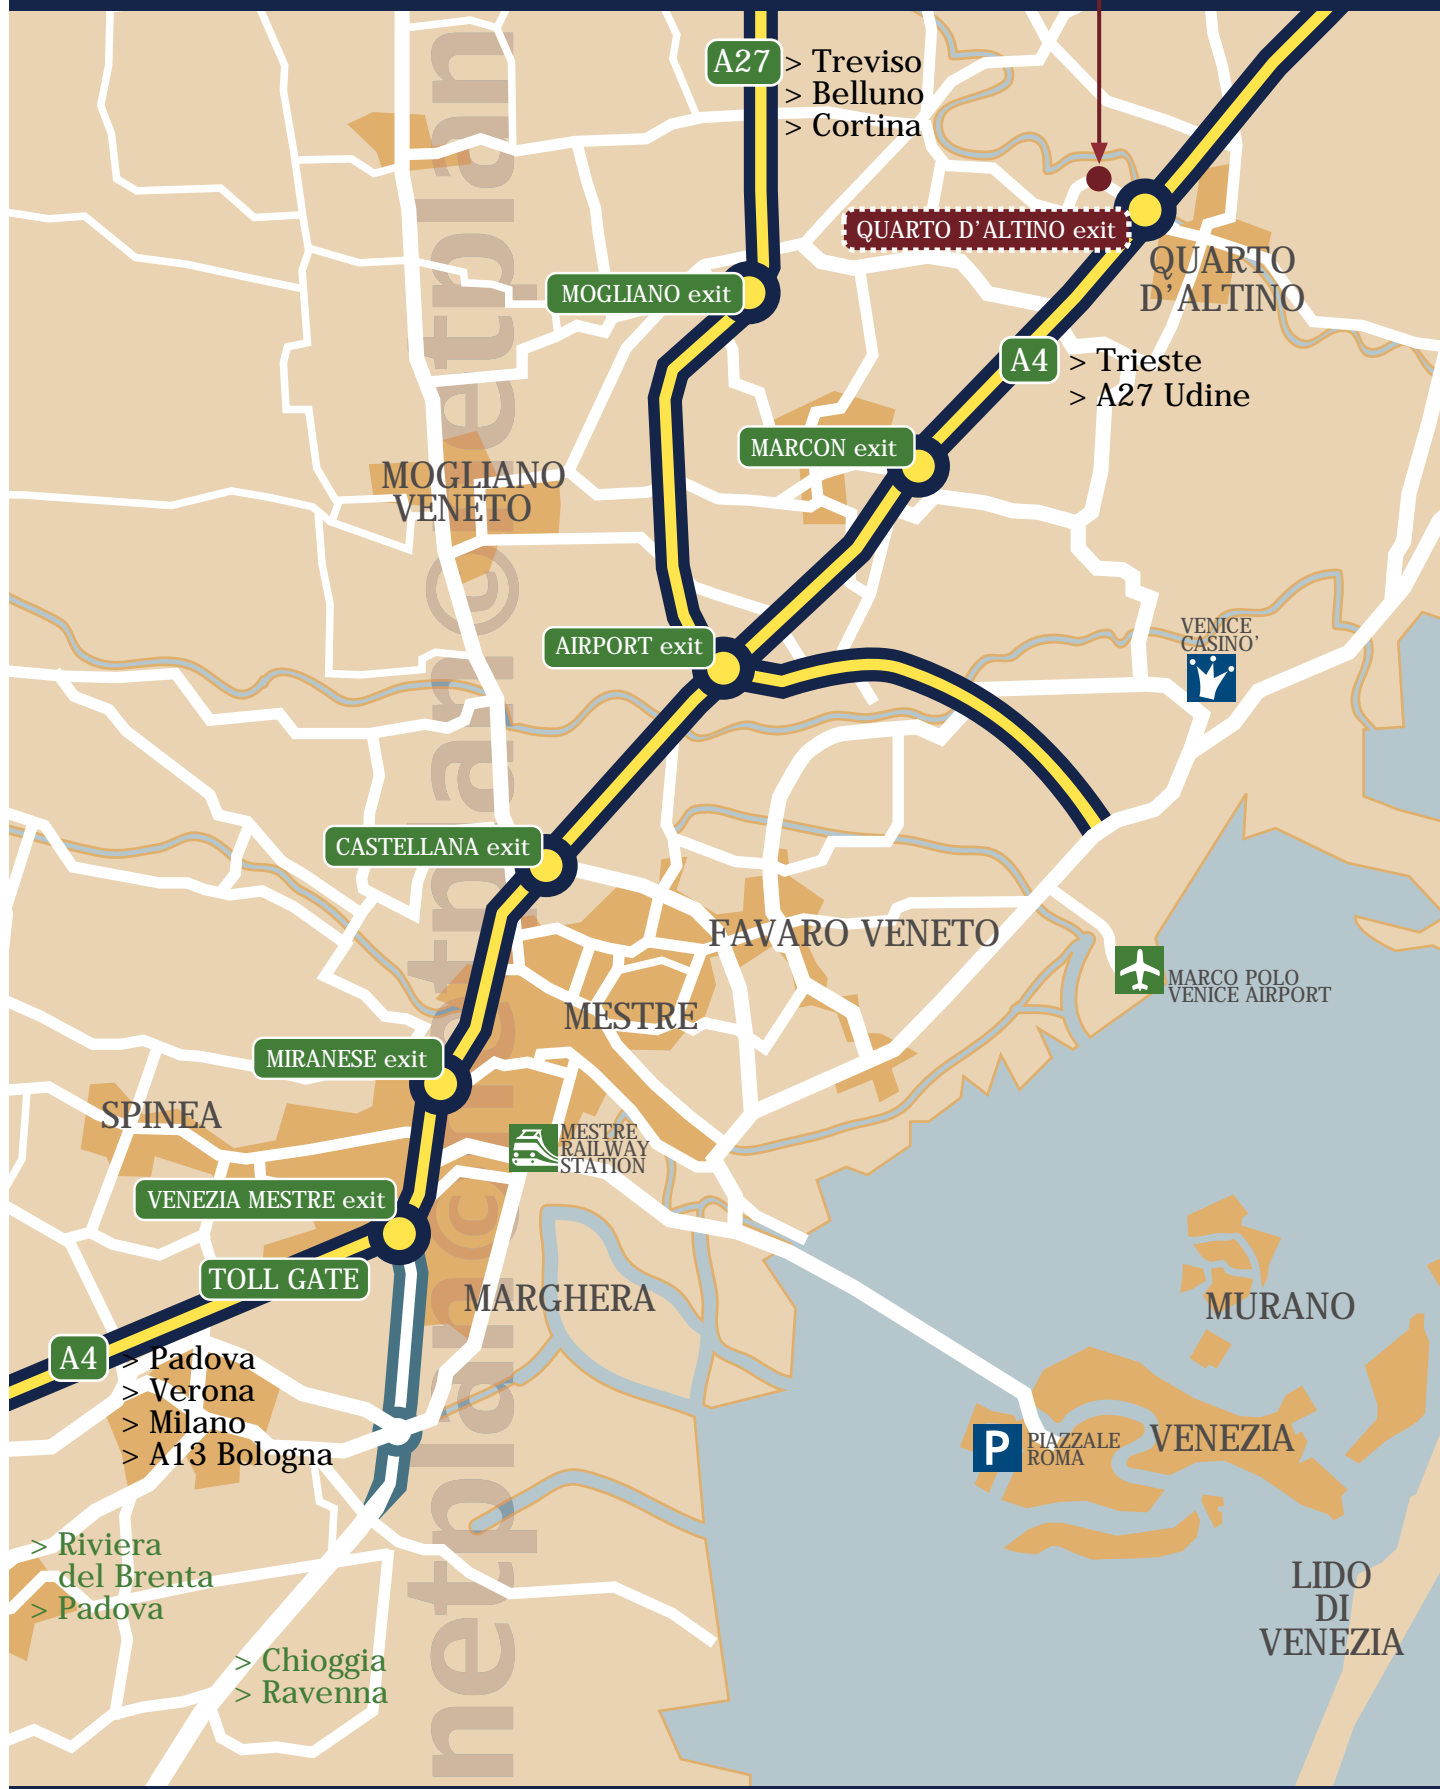 A27
> Treviso
> Belluno
> Cortina
QUARTO D'ALTINO exit
QUARTO
D'ALTINO
MOGLIANO exit
A4
> Trieste
> A27 Udine
MARCON exit
MOGLIANO
VENETO
AIRPORT exit
VENICE
CASINO'
CASTELLANA exit
FAVARO VENETO
MARCO POLO
VENICE AIRPORT
MESTRE
MIRANESE exit
SPINEA
MESTRE
RAILWAY
STATION
VENEZIA MESTRE exit
TOLL GATE
MARGHERA
MURANO
A4
> Padova
> Verona
> Milano
> A13 Bologna
P
PIAZZALE
ROMA
VENEZIA
> Riviera
del Brenta
> Padova
LIDO
DI
VENEZIA
> Chioggia
> Ravenna
netplan©netplan©netplan